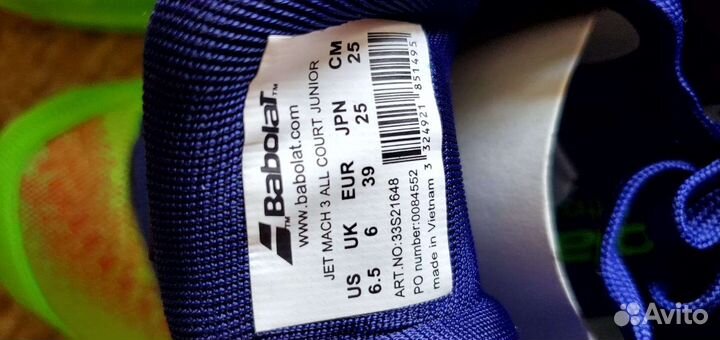 Babolat™
www.babolat.com
JET MACH 3 ALL COURT JUNIOR
US UK EUR JPN CM
6.5 6 39 25 25
ART.NO:33S21648
PO number:0084552
made in Vietnam
3 324921 851495
Avito